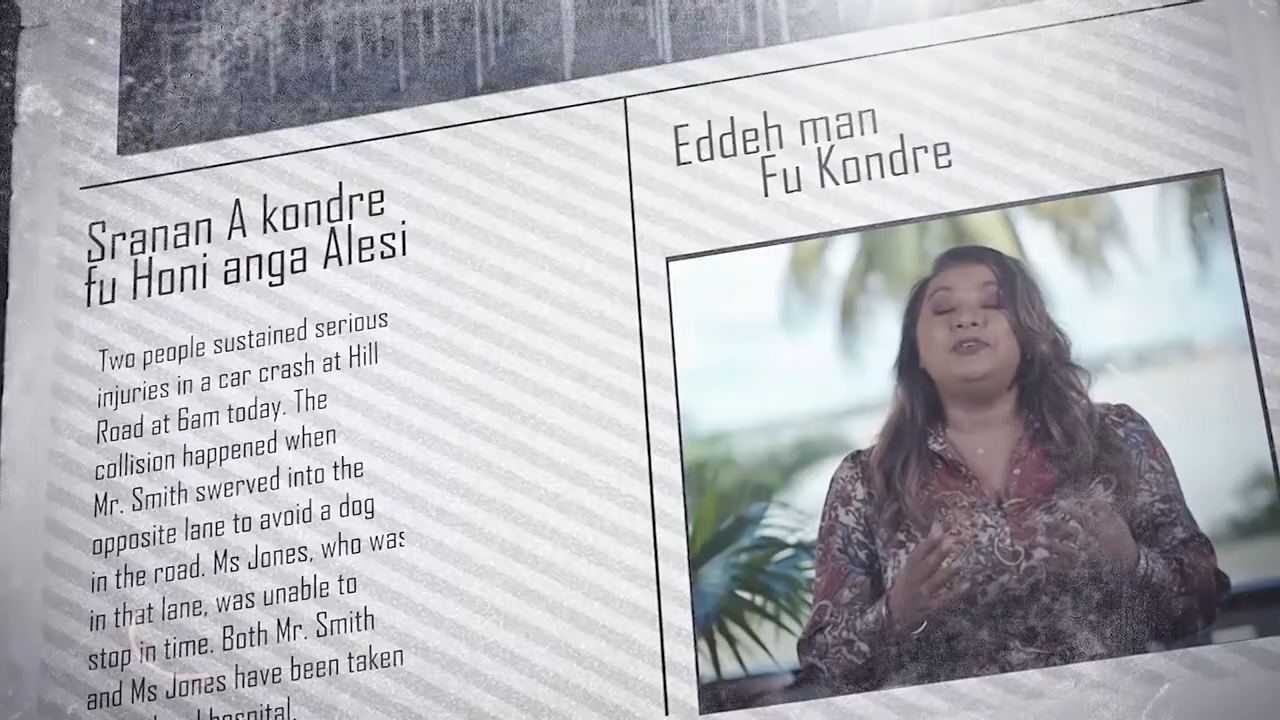 Sranan A kondre
fu Honi anga Alesi
Two people sustained serious
injuries in a car crash at Hill
Road at 6am today. The
collision happened when
Mr. Smith swerved into the
opposite lane to avoid a dog
in the road. Ms Jones, who was
in that lane, was unable to
stop in time. Both Mr. Smith
and Ms Jones have been taken
hospital.
Eddeh man
Fu Kondre